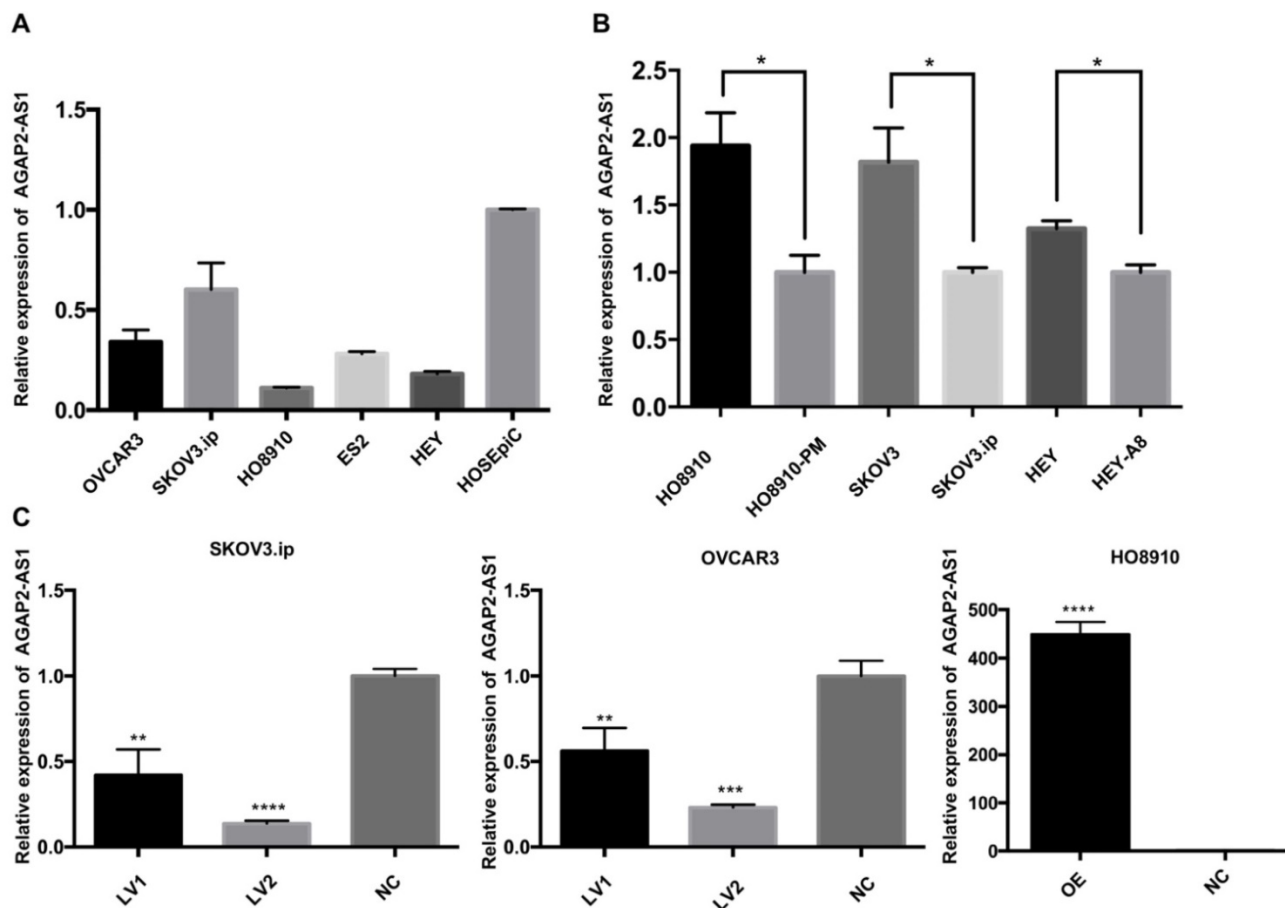 A
Relative expression of AGAP2-AS1
1.5
1.0
0.5
0.0
OVCAR3
SKOV3.ip
HO8910
ES2
HEY
HOSEpiC
B
Relative expression of AGAP2-AS1
2.5
2.0
1.5
1.0
0.5
0.0
*
*
*
HO8910
HO8910-PM
SKOV3
SKOV3.ip
HEY
HEY-A8
C
SKOV3.ip
Relative expression of AGAP2-AS1
1.5
1.0
0.5
0.0
**
****
LV1
LV2
NC
OVCAR3
Relative expression of AGAP2-AS1
1.5
1.0
0.5
0.0
**
***
LV1
LV2
NC
HO8910
Relative expression of AGAP2-AS1
500
400
300
200
100
0
****
OE
NC